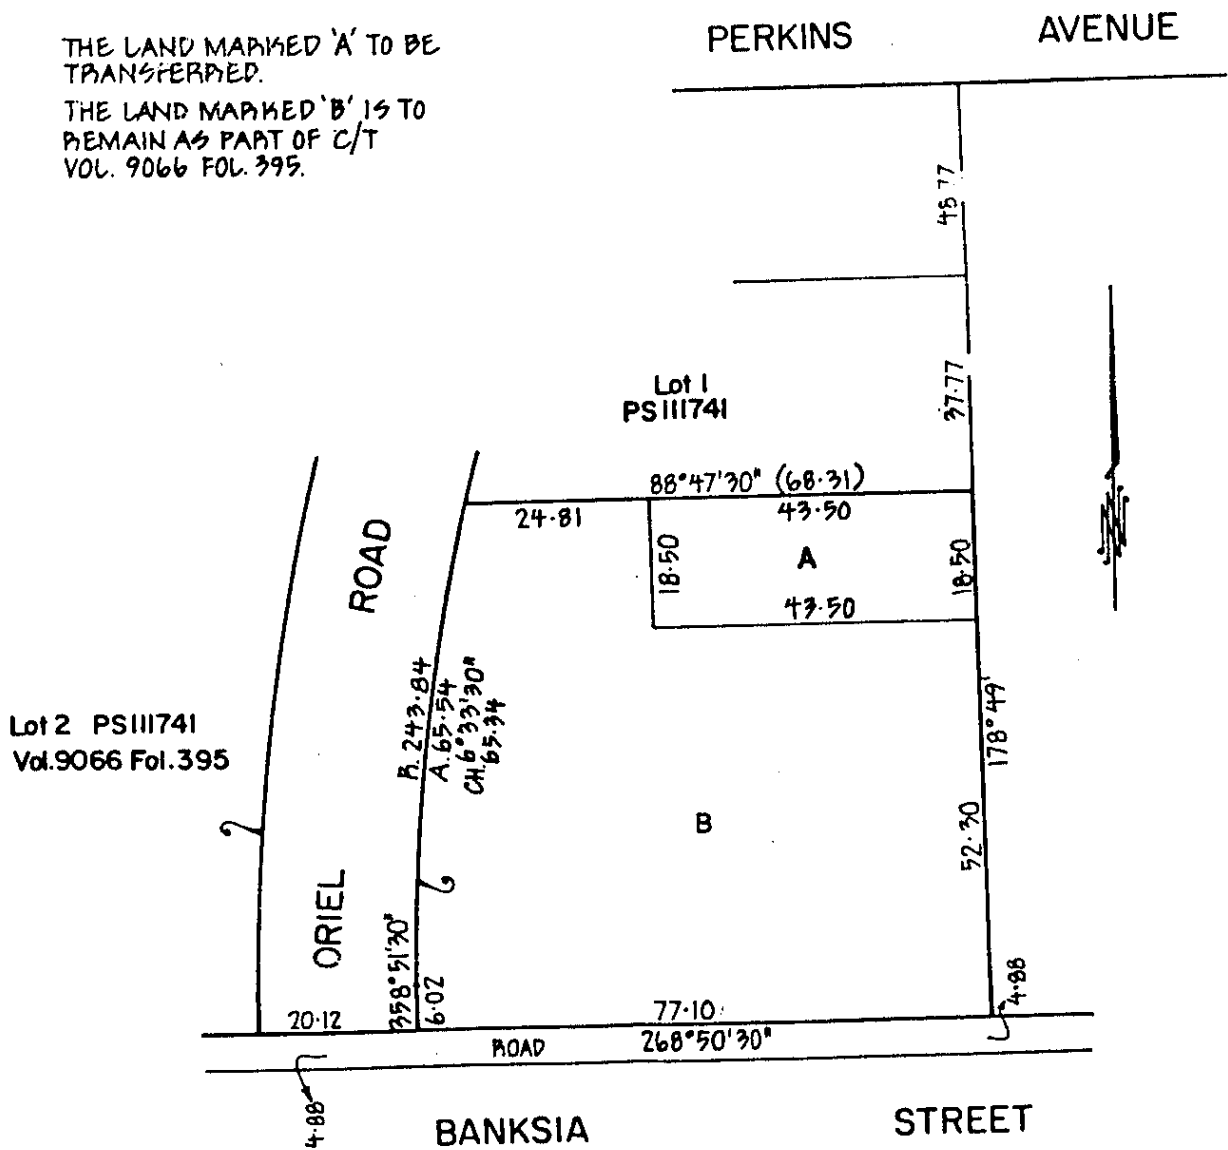 THE LAND MARKED 'A' TO BE
TRANSFERRED.
THE LAND MARKED 'B' IS TO
REMAIN AS PART OF C/T
VOL. 9066 FOL. 395.
PERKINS AVENUE
48.77
37.77
Lot 1
PS111741
88°47'30" (68.31)
24.81
43.50
18.50
A
18.50
43.50
ROAD
R. 243.84
A. 65.54
CH. 6°33'30"
65.34
178°49'
Lot 2 PS111741
Vol.9066 Fol.395
B
52.30
ORIEL
358°51'30"
6.02
4.88
20.12
77.10
ROAD
268°50'30"
4.88
BANKSIA STREET